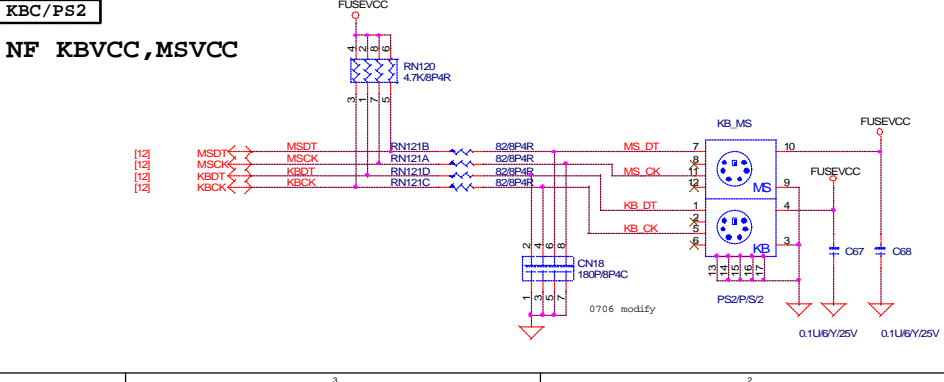 KBC/PS2
NF KBVCC,MSVCC
FUSEVCC
4 2 8 6
RN120
4.7K/8P4R
3 1 7 5
[12] MSDT MSDT RN121B 82/8P4R MS_DT
[12] MSCK MSCK RN121A 82/8P4R MS_CK
[12] KBDT KBDT RN121D 82/8P4R KB_DT
[12] KBCK KBCK RN121C 82/8P4R KB_CK
KB_MS
7 10
8
11
12 9
MS
1 4
2
5
6 3
KB
13 14 15 16 17
PS2/P/S/2
FUSEVCC
FUSEVCC
C67 C68
2 4 6 8
CN18
180P/8P4C
1 3 5 7
0706 modify
0.1U/6/Y/25V 0.1U/6/Y/25V
3 2